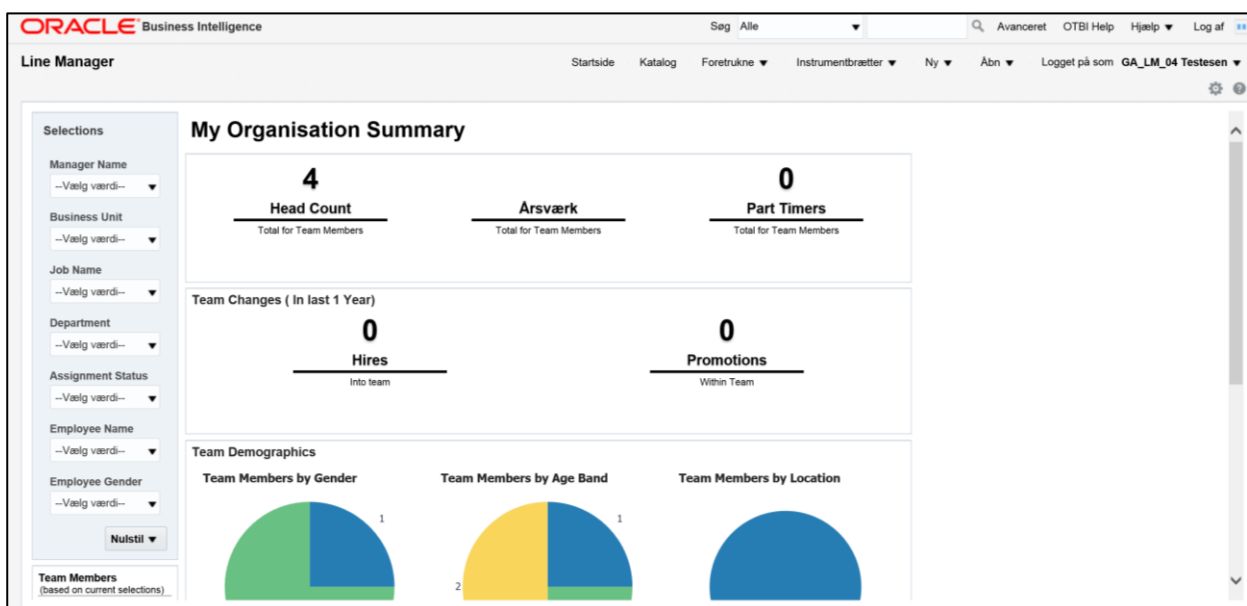 ORACLE Business Intelligence
Søg Alle Avanceret OTBI Help Hjælp Log af
Line Manager
Startside Katalog Foretrukne Instrumentbrætter Ny Åbn Logget på som GA_LM_04 Testesen
Selections
Manager Name
--Vælg værdi--
Business Unit
--Vælg værdi--
Job Name
--Vælg værdi--
Department
--Vælg værdi--
Assignment Status
--Vælg værdi--
Employee Name
--Vælg værdi--
Employee Gender
--Vælg værdi--
Nulstil
Team Members
(based on current selections)
My Organisation Summary
4
Head Count
Total for Team Members
Årsværk
Total for Team Members
0
Part Timers
Total for Team Members
Team Changes ( In last 1 Year)
0
Hires
Into team
0
Promotions
Within Team
Team Demographics
Team Members by Gender
1
Team Members by Age Band
1
2
Team Members by Location